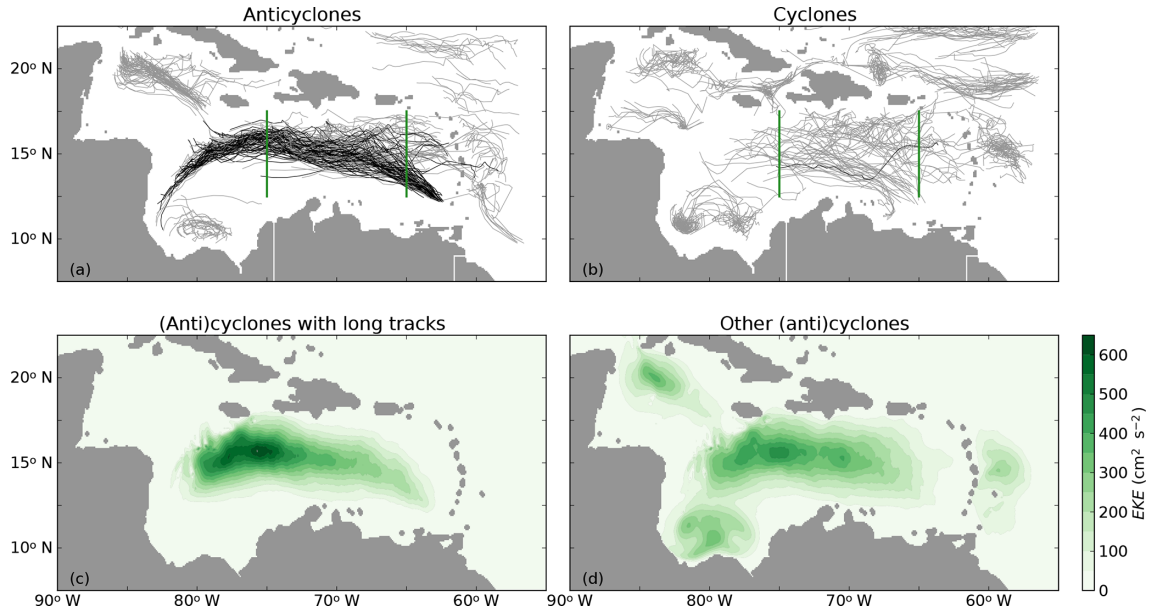 Anticyclones Cyclones
20° N
15° N
10° N
(a) (b)
(Anti)cyclones with long tracks Other (anti)cyclones
20° N
15° N
10° N
(c) (d)
90° W 80° W 70° W 60° W 90° W 80° W 70° W 60° W
600
500
400
300
200
100
0
EKE (cm² s⁻²)